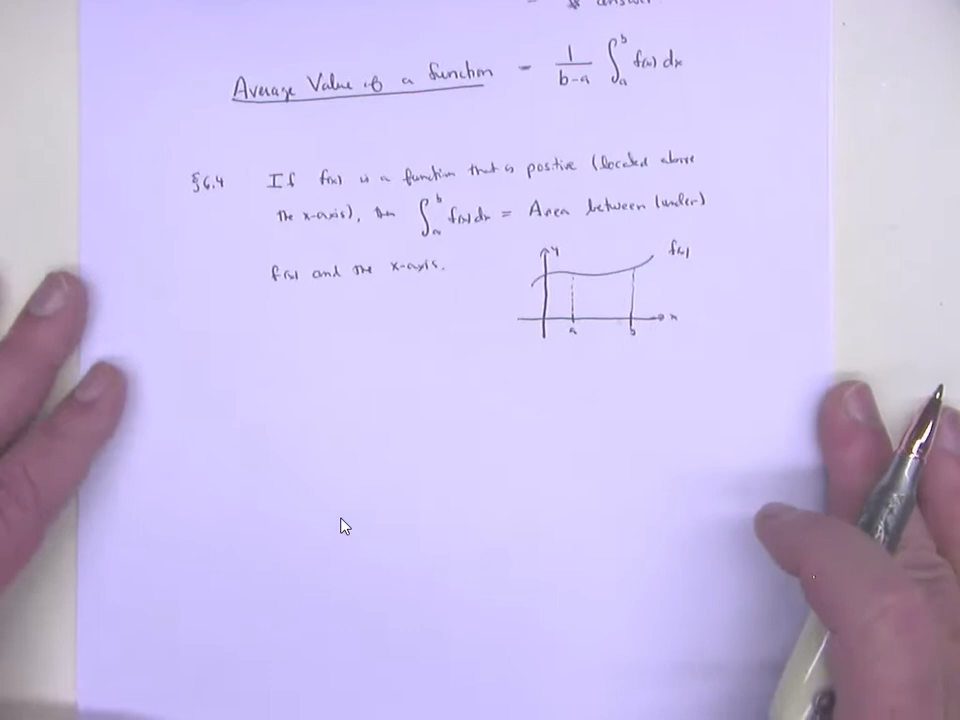 answer
Average Value of a function - 1/(b-a) ∫_a^b f(x) dx
§6.4 If f(x) is a function that is positive (located above
the x-axis), then ∫_a^b f(x) dx = Area between (under)
f(x) and the x-axis.
y f(x)
x
a b